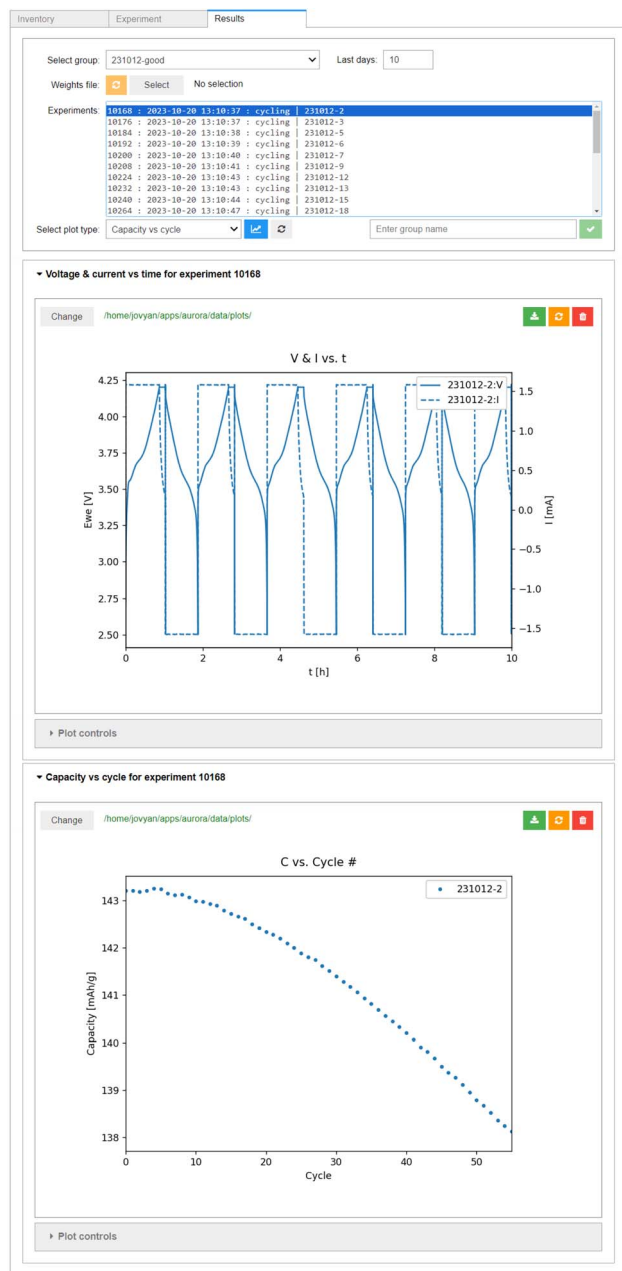 Inventory Experiment Results
Select group: 231012-good Last days: 10
Weights file: Select No selection
Experiments:
10168 : 2023-10-20 13:10:37 : cycling | 231012-2
10176 : 2023-10-20 13:10:37 : cycling | 231012-3
10184 : 2023-10-20 13:10:38 : cycling | 231012-5
10192 : 2023-10-20 13:10:39 : cycling | 231012-6
10200 : 2023-10-20 13:10:40 : cycling | 231012-7
10208 : 2023-10-20 13:10:41 : cycling | 231012-9
10224 : 2023-10-20 13:10:43 : cycling | 231012-12
10232 : 2023-10-20 13:10:43 : cycling | 231012-13
10240 : 2023-10-20 13:10:44 : cycling | 231012-15
10264 : 2023-10-20 13:10:47 : cycling | 231012-18
Select plot type: Capacity vs cycle Enter group name
Voltage & current vs time for experiment 10168
Change /home/jovyan/apps/aurora/data/plots/
V & I vs. t
231012-2:V
231012-2:I
4.25
4.00
3.75
3.50
3.25
3.00
2.75
2.50
Ewe [V]
1.5
1.0
0.5
0.0
−0.5
−1.0
−1.5
I [mA]
0 2 4 6 8 10
t [h]
Plot controls
Capacity vs cycle for experiment 10168
Change /home/jovyan/apps/aurora/data/plots/
C vs. Cycle #
231012-2
143
142
141
140
139
138
Capacity [mAh/g]
0 10 20 30 40 50
Cycle
Plot controls